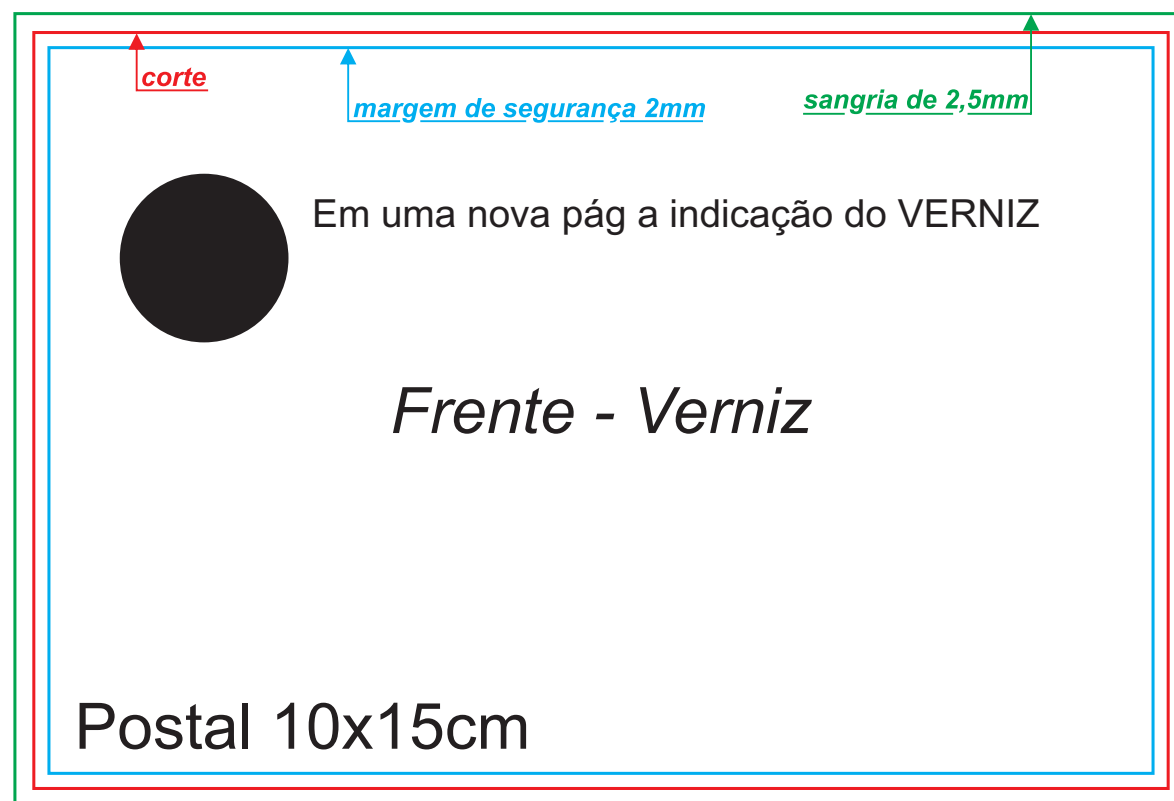 corte
margem de segurança 2mm
sangria de 2,5mm
Em uma nova pág a indicação do VERNIZ
Frente - Verniz
Postal 10x15cm